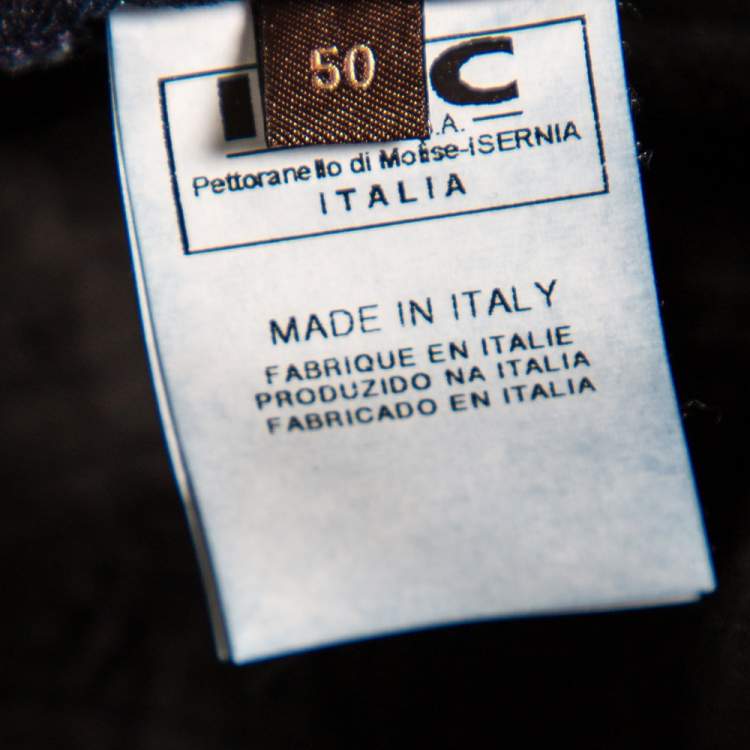 50
C
.A.
Pettoranello di Molise-iSERNIA
ITALIA
MADE IN ITALY
FABRIQUE EN ITALIE
PRODUZIDO NA ITALIA
FABRICADO EN ITALIA